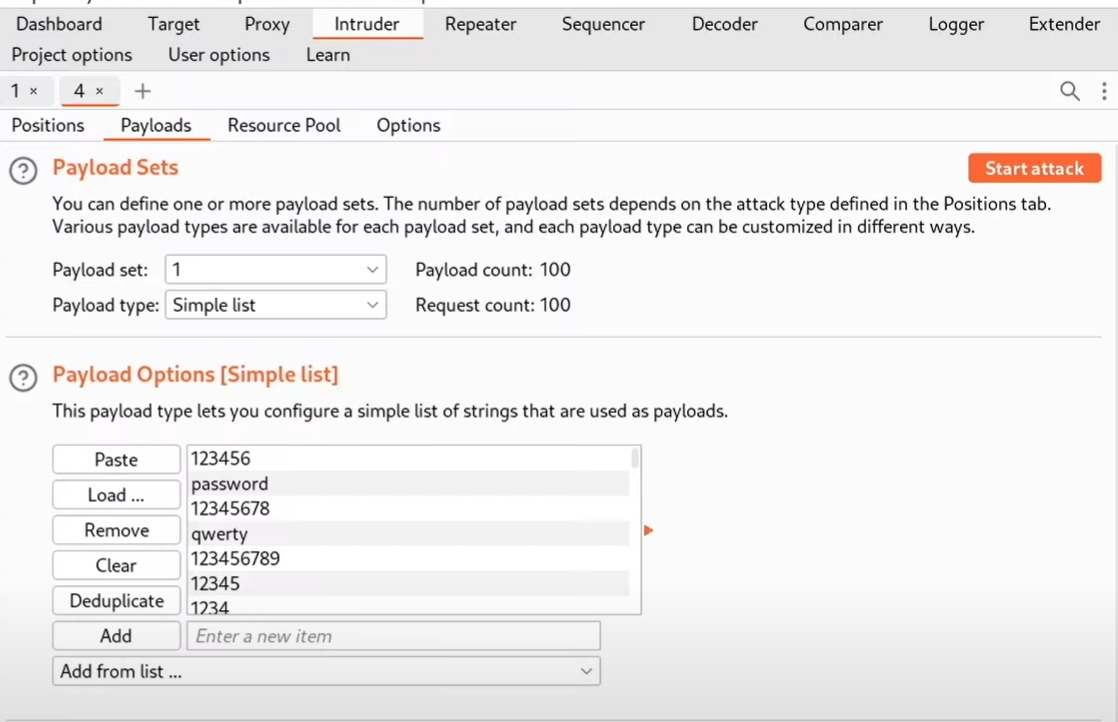 Dashboard Target Proxy Intruder Repeater Sequencer Decoder Comparer Logger Extender
Project options User options Learn
1 × 4 × +
Positions Payloads Resource Pool Options
? Payload Sets Start attack
You can define one or more payload sets. The number of payload sets depends on the attack type defined in the Positions tab.
Various payload types are available for each payload set, and each payload type can be customized in different ways.
Payload set: 1 Payload count: 100
Payload type: Simple list Request count: 100
? Payload Options [Simple list]
This payload type lets you configure a simple list of strings that are used as payloads.
Paste
Load ...
Remove
Clear
Deduplicate
123456
password
12345678
qwerty
123456789
12345
1234
Add Enter a new item
Add from list ...